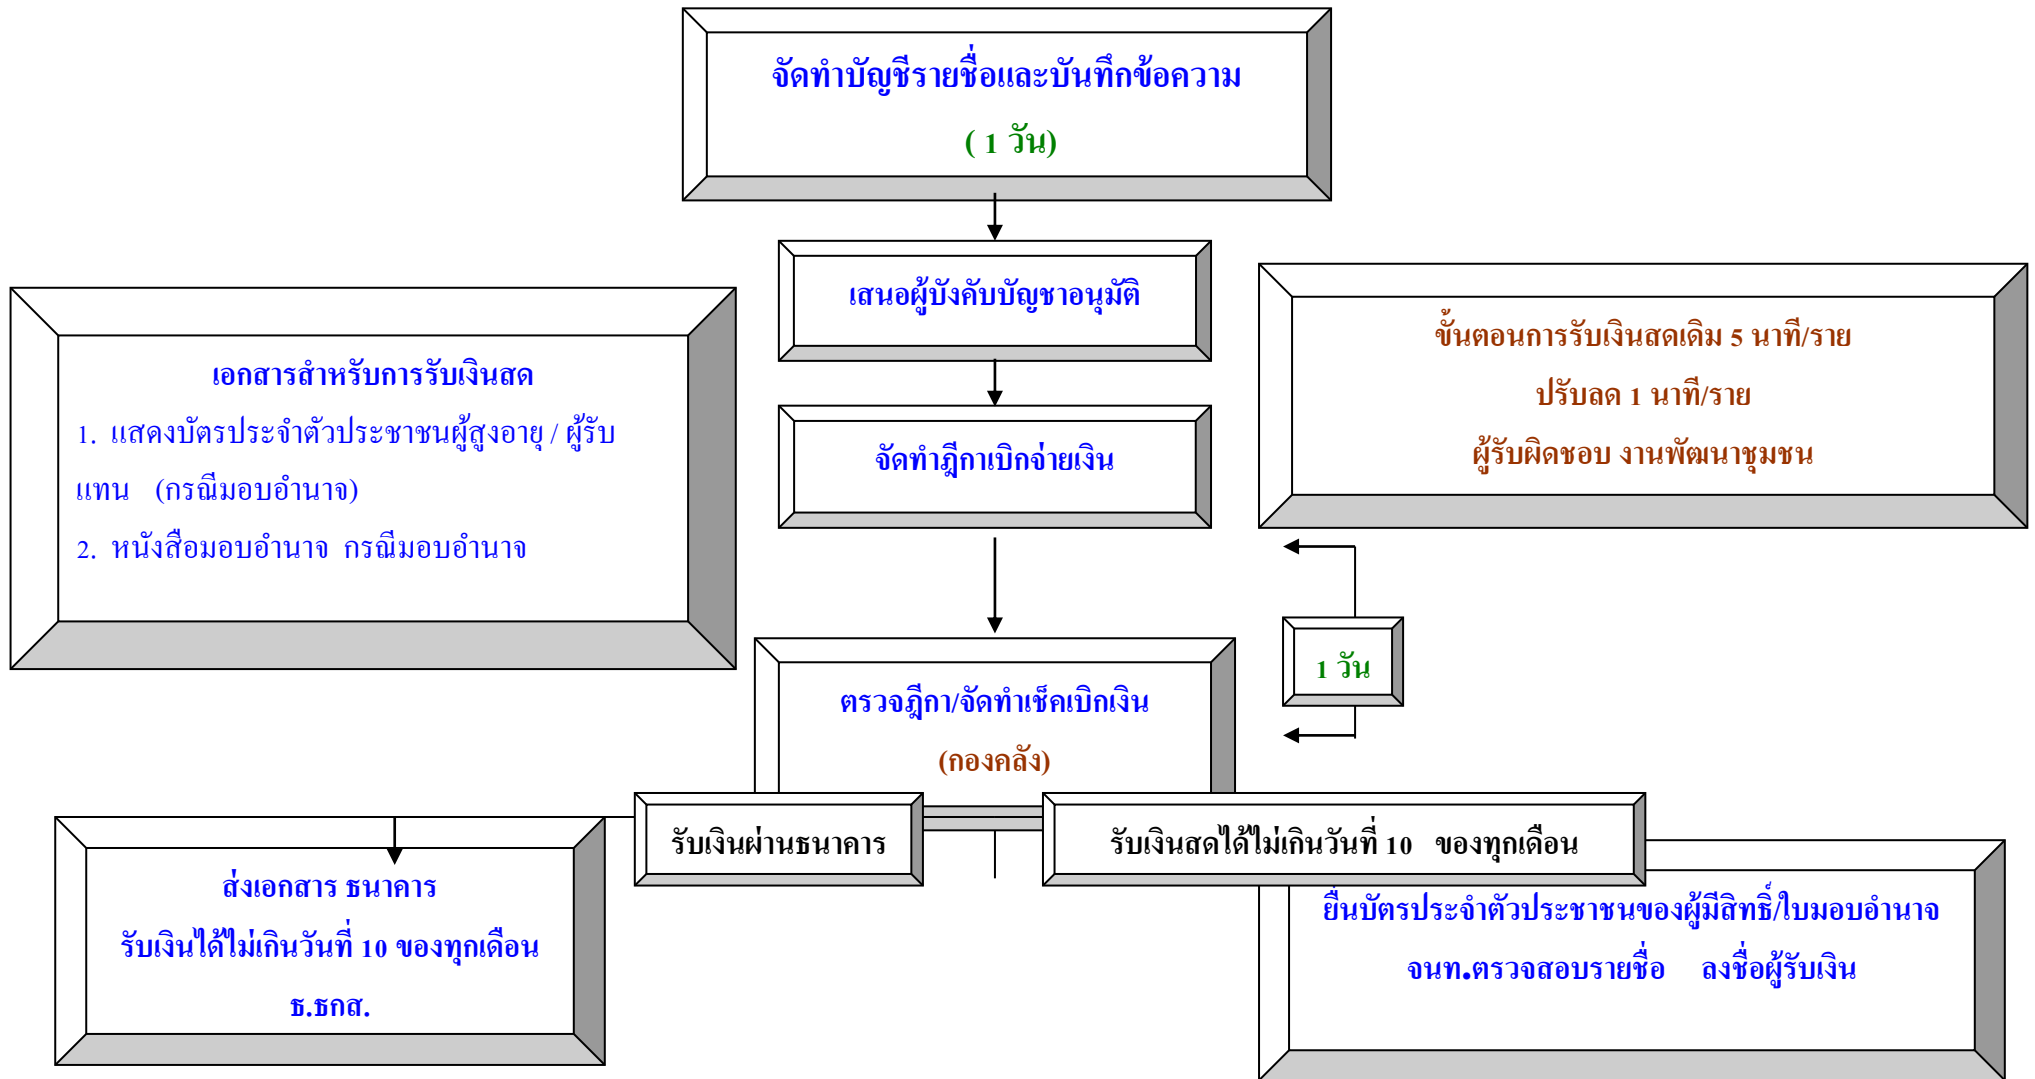 จัดทำบัญชีรายชื่อและบันทึกข้อความ
( 1 วัน)
เสนอผู้บังคับบัญชาอนุมัติ
ขั้นตอนการรับเงินสดเดิม 5 นาที/ราย
ปรับลด 1 นาที/ราย
ผู้รับผิดชอบ งานพัฒนาชุมชน
เอกสารสำหรับการรับเงินสด
1. แสดงบัตรประจำตัวประชาชนผู้สูงอายุ / ผู้รับ
แทน (กรณีมอบอำนาจ)
2. หนังสือมอบอำนาจ กรณีมอบอำนาจ
จัดทำฎีกาเบิกจ่ายเงิน
1 วัน
ตรวจฎีกา/จัดทำเช็คเบิกเงิน
(กองคลัง)
รับเงินผ่านธนาคาร
รับเงินสดได้ไม่เกินวันที่ 10 ของทุกเดือน
ส่งเอกสาร ธนาคาร
รับเงินได้ไม่เกินวันที่ 10 ของทุกเดือน
ธ.ธกส.
ยื่นบัตรประจำตัวประชาชนของผู้มีสิทธิ์/ใบมอบอำนาจ
จนท.ตรวจสอบรายชื่อ ลงชื่อผู้รับเงิน